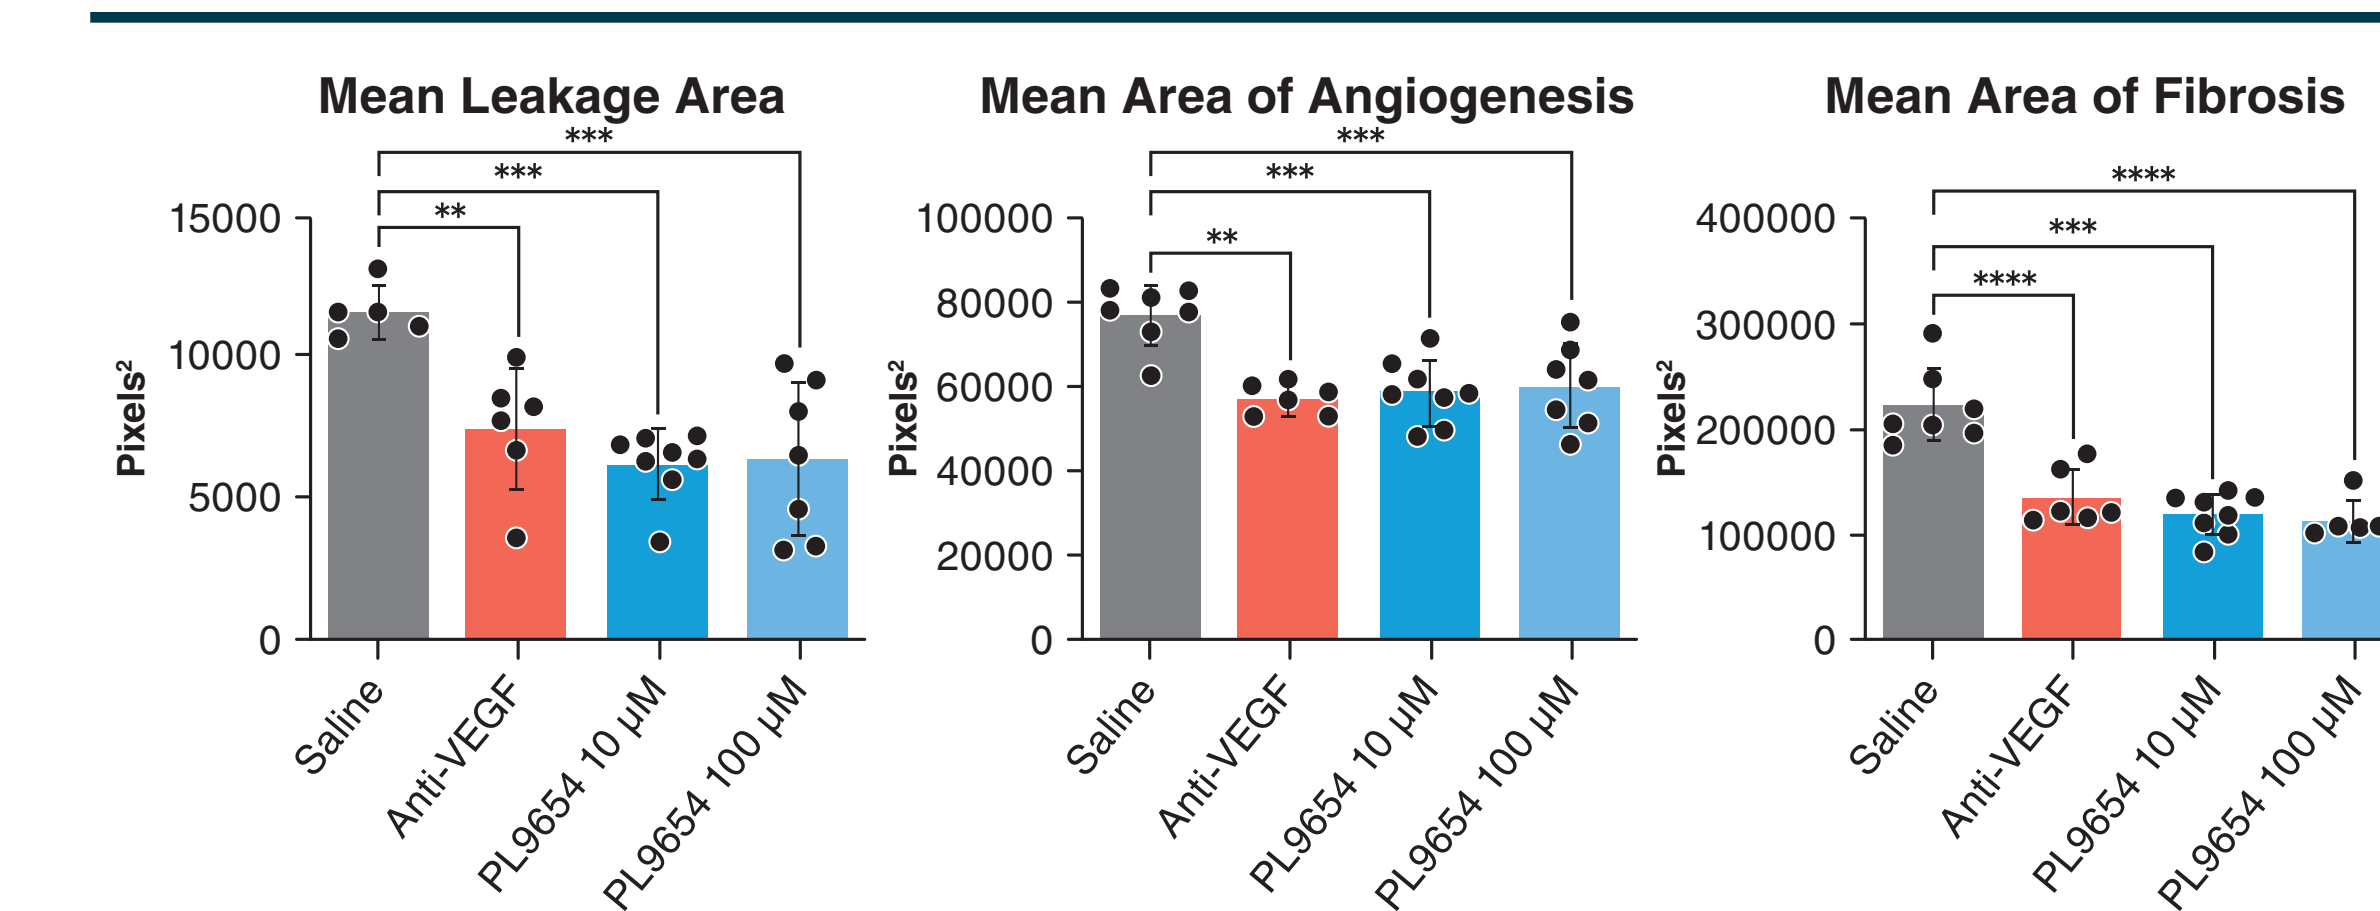 Mean Leakage Area
***
***
**
15000
10000
5000
0
Pixels²
Saline
Anti-VEGF
PL9654 10 µM
PL9654 100 µM
Mean Area of Angiogenesis
***
***
**
100000
80000
60000
40000
20000
0
Pixels²
Saline
Anti-VEGF
PL9654 10 µM
PL9654 100 µM
Mean Area of Fibrosis
****
***
****
400000
300000
200000
100000
0
Pixels²
Saline
Anti-VEGF
PL9654 10 µM
PL9654 100 µM